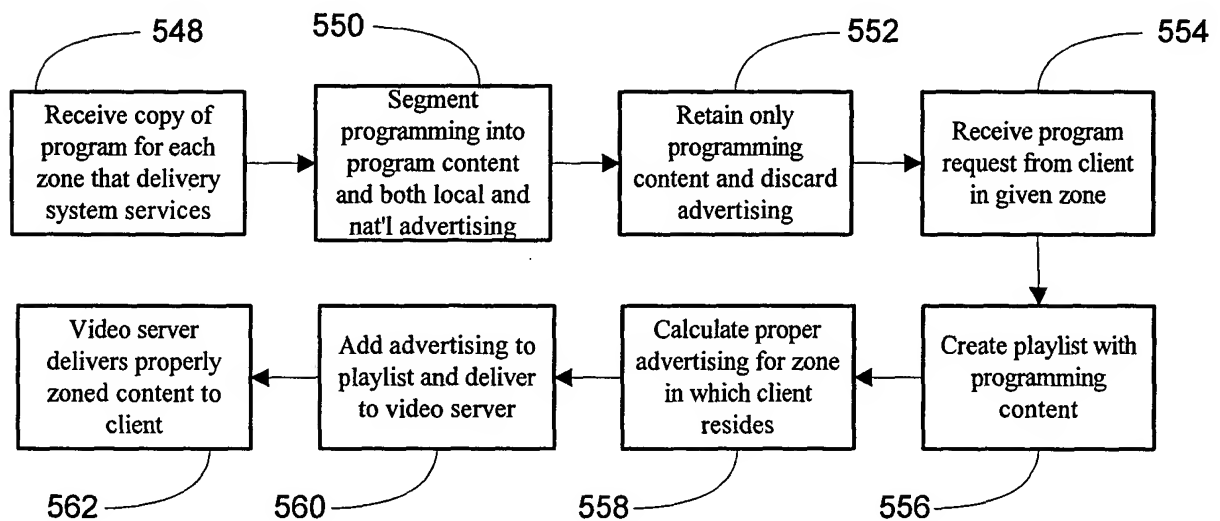 548
550
552
554
Receive copy of
program for each
zone that delivery
system services
Segment
programming into
program content
and both local and
nat'l advertising
Retain only
programming
content and discard
advertising
Receive program
request from client
in given zone
Video server
delivers properly
zoned content to
client
Add advertising to
playlist and deliver
to video server
Calculate proper
advertising for zone
in which client
resides
Create playlist with
programming
content
562
560
558
556